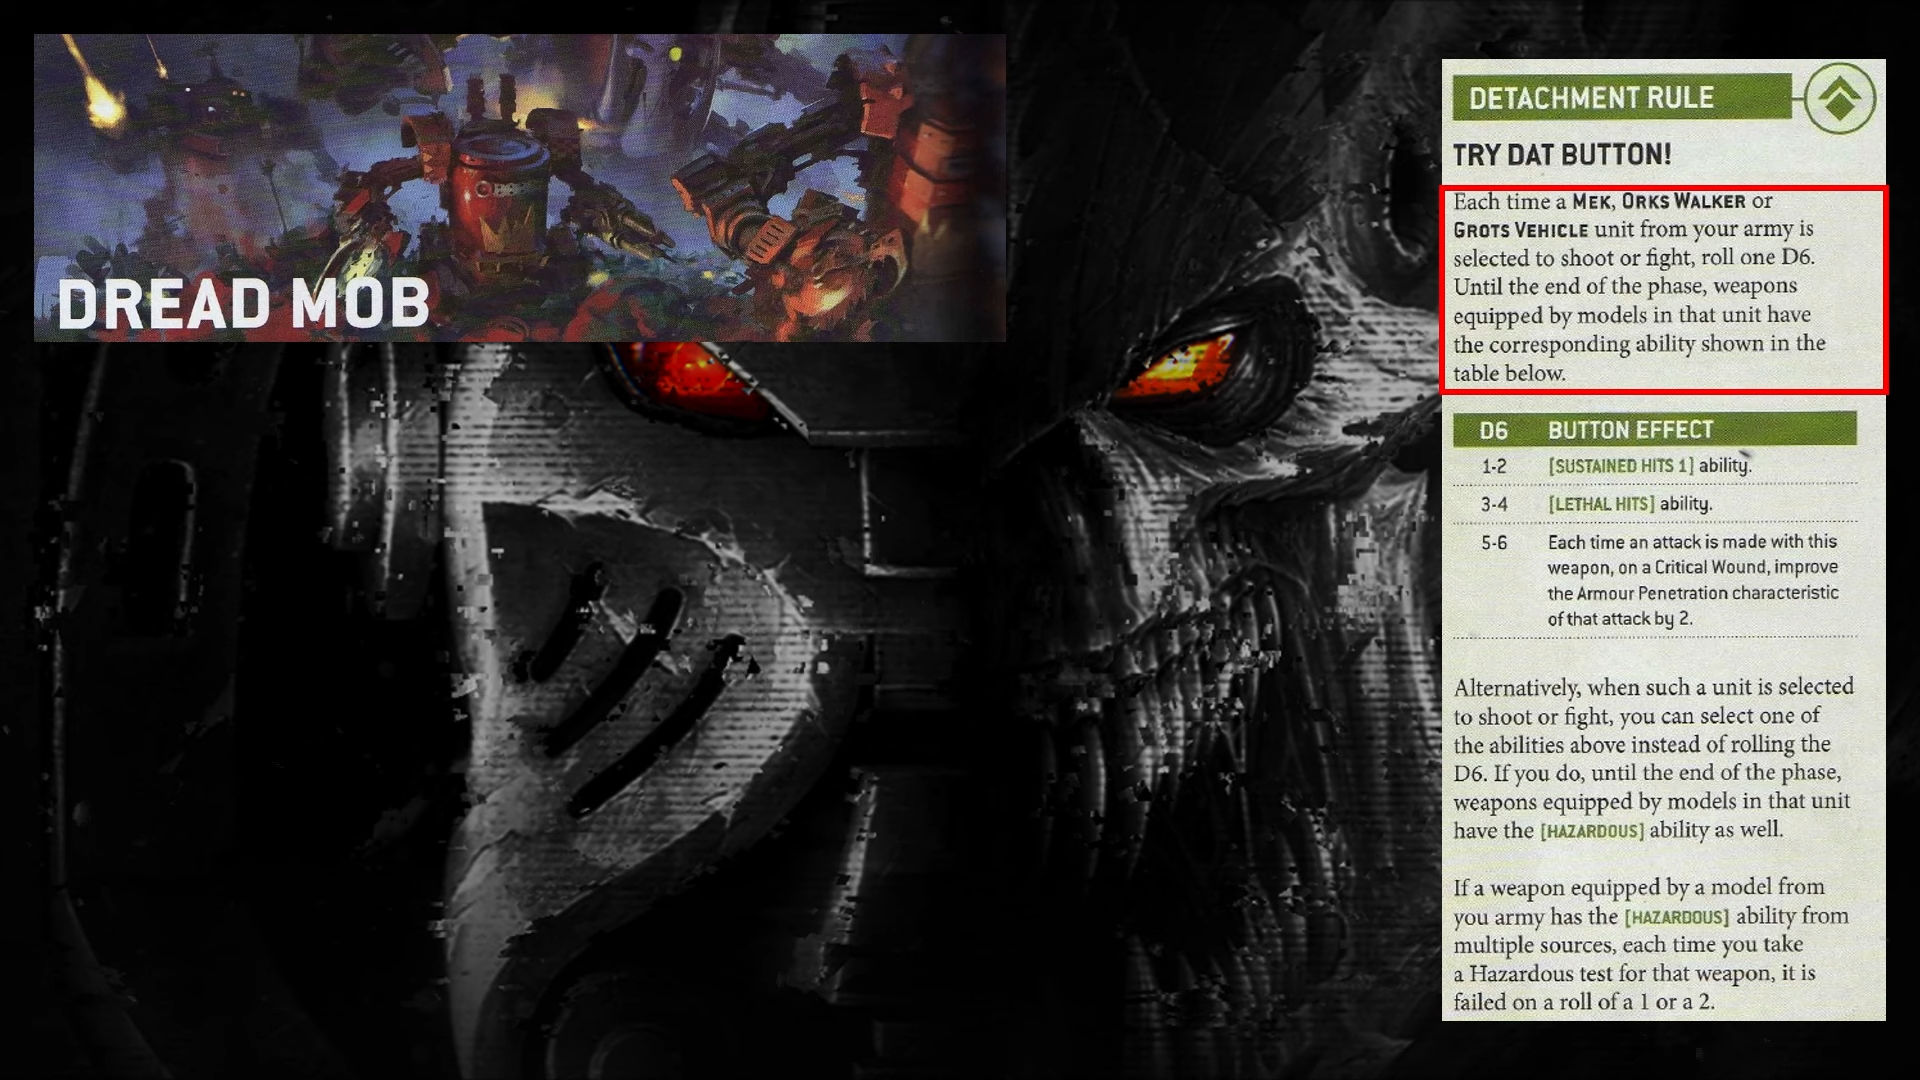 DREAD MOB
DETACHMENT RULE
TRY DAT BUTTON!
Each time a MEK, ORKS WALKER or
GROTS VEHICLE unit from your army is
selected to shoot or fight, roll one D6.
Until the end of the phase, weapons
equipped by models in that unit have
the corresponding ability shown in the
table below.
D6 BUTTON EFFECT
1-2 [SUSTAINED HITS 1] ability.
3-4 [LETHAL HITS] ability.
5-6 Each time an attack is made with this
weapon, on a Critical Wound, improve
the Armour Penetration characteristic
of that attack by 2.
Alternatively, when such a unit is selected
to shoot or fight, you can select one of
the abilities above instead of rolling the
D6. If you do, until the end of the phase,
weapons equipped by models in that unit
have the [HAZARDOUS] ability as well.
If a weapon equipped by a model from
you army has the [HAZARDOUS] ability from
multiple sources, each time you take
a Hazardous test for that weapon, it is
failed on a roll of a 1 or a 2.